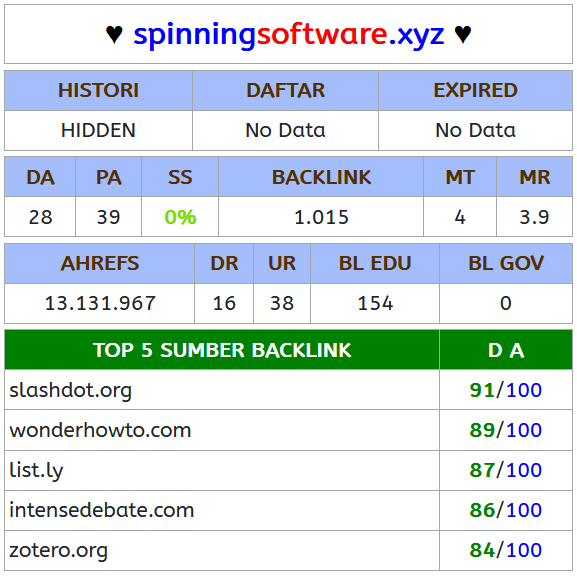 ♥ spinningsoftware.xyz ♥
HISTORI DAFTAR EXPIRED
HIDDEN No Data No Data
DA PA SS BACKLINK MT MR
28 39 0% 1.015 4 3.9
AHREFS DR UR BL EDU BL GOV
13.131.967 16 38 154 0
TOP 5 SUMBER BACKLINK D A
slashdot.org 91/100
wonderhowto.com 89/100
list.ly 87/100
intensedebate.com 86/100
zotero.org 84/100